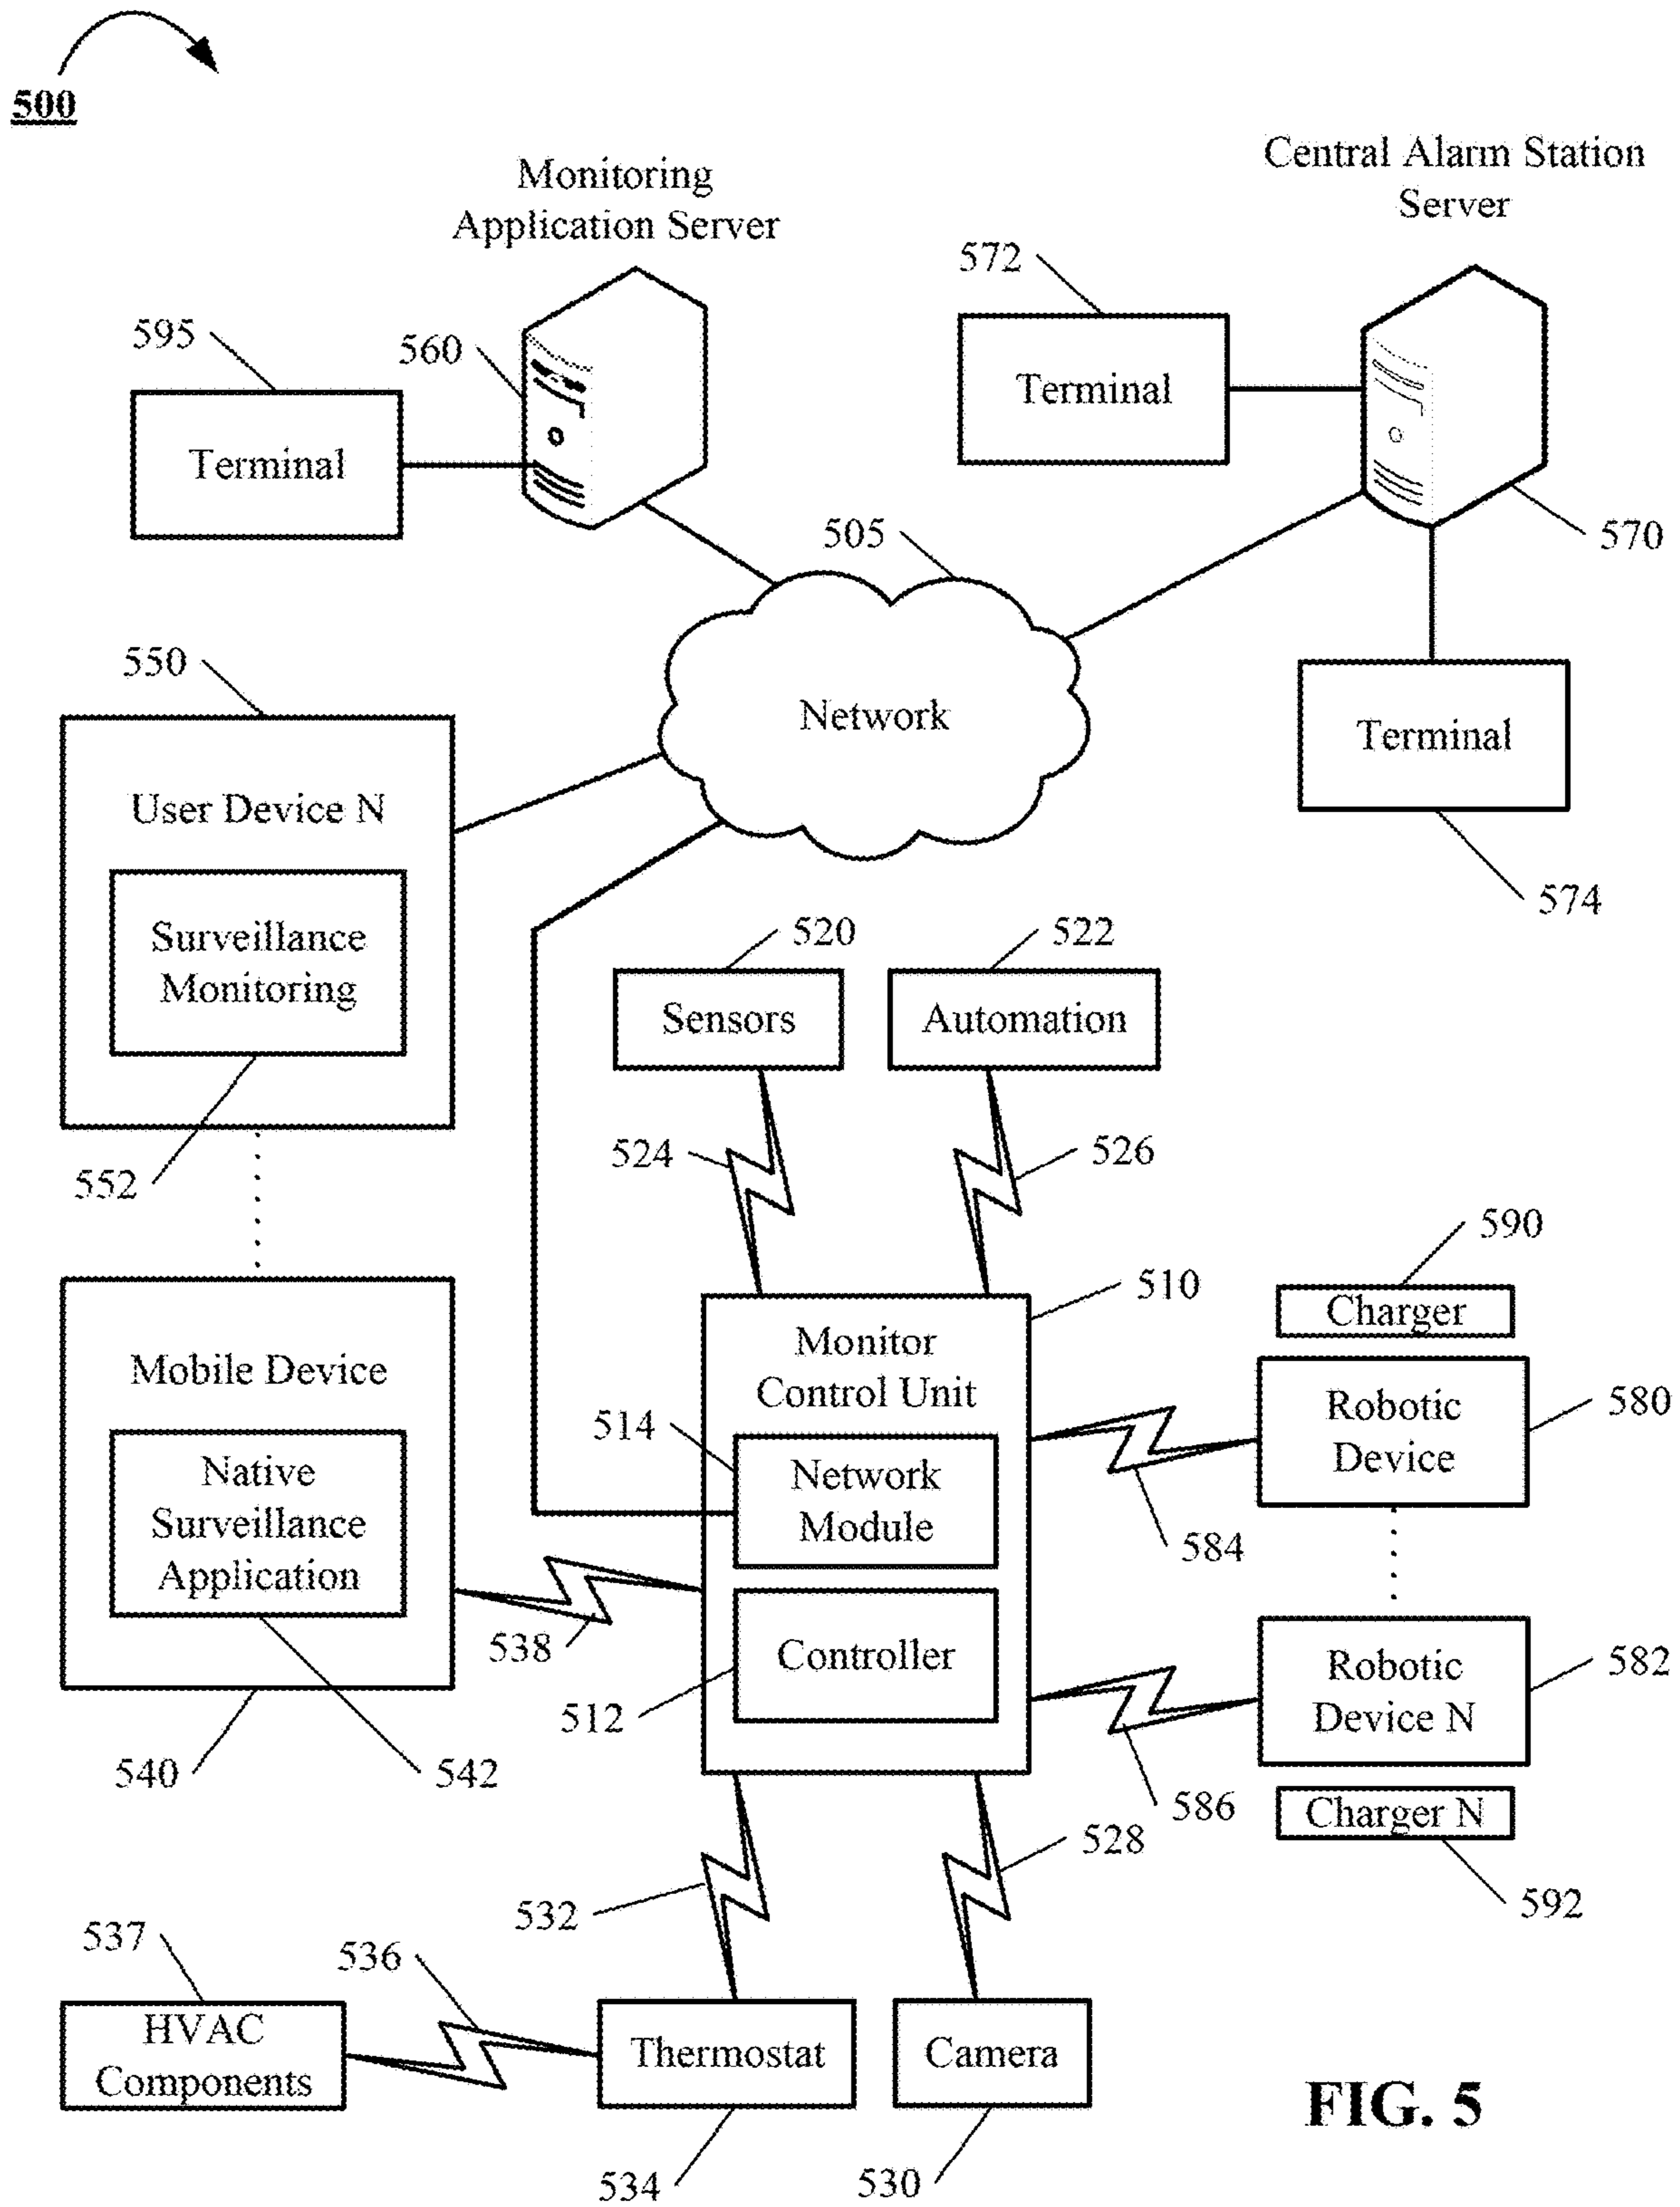 500
Monitoring
Application Server
Central Alarm Station
Server
572
595
560
Terminal
Terminal
505
570
550
Network
Terminal
User Device N
574
Surveillance
Monitoring
520
522
Sensors
Automation
524
526
552
590
510
Charger
Monitor
Control Unit
Mobile Device
580
Robotic
Device
514
Network
Module
Native
Surveillance
Application
584
538
Controller
582
Robotic
Device N
512
540
542
586
Charger N
528
592
532
537
536
HVAC
Components
Thermostat
Camera
534
530
FIG. 5